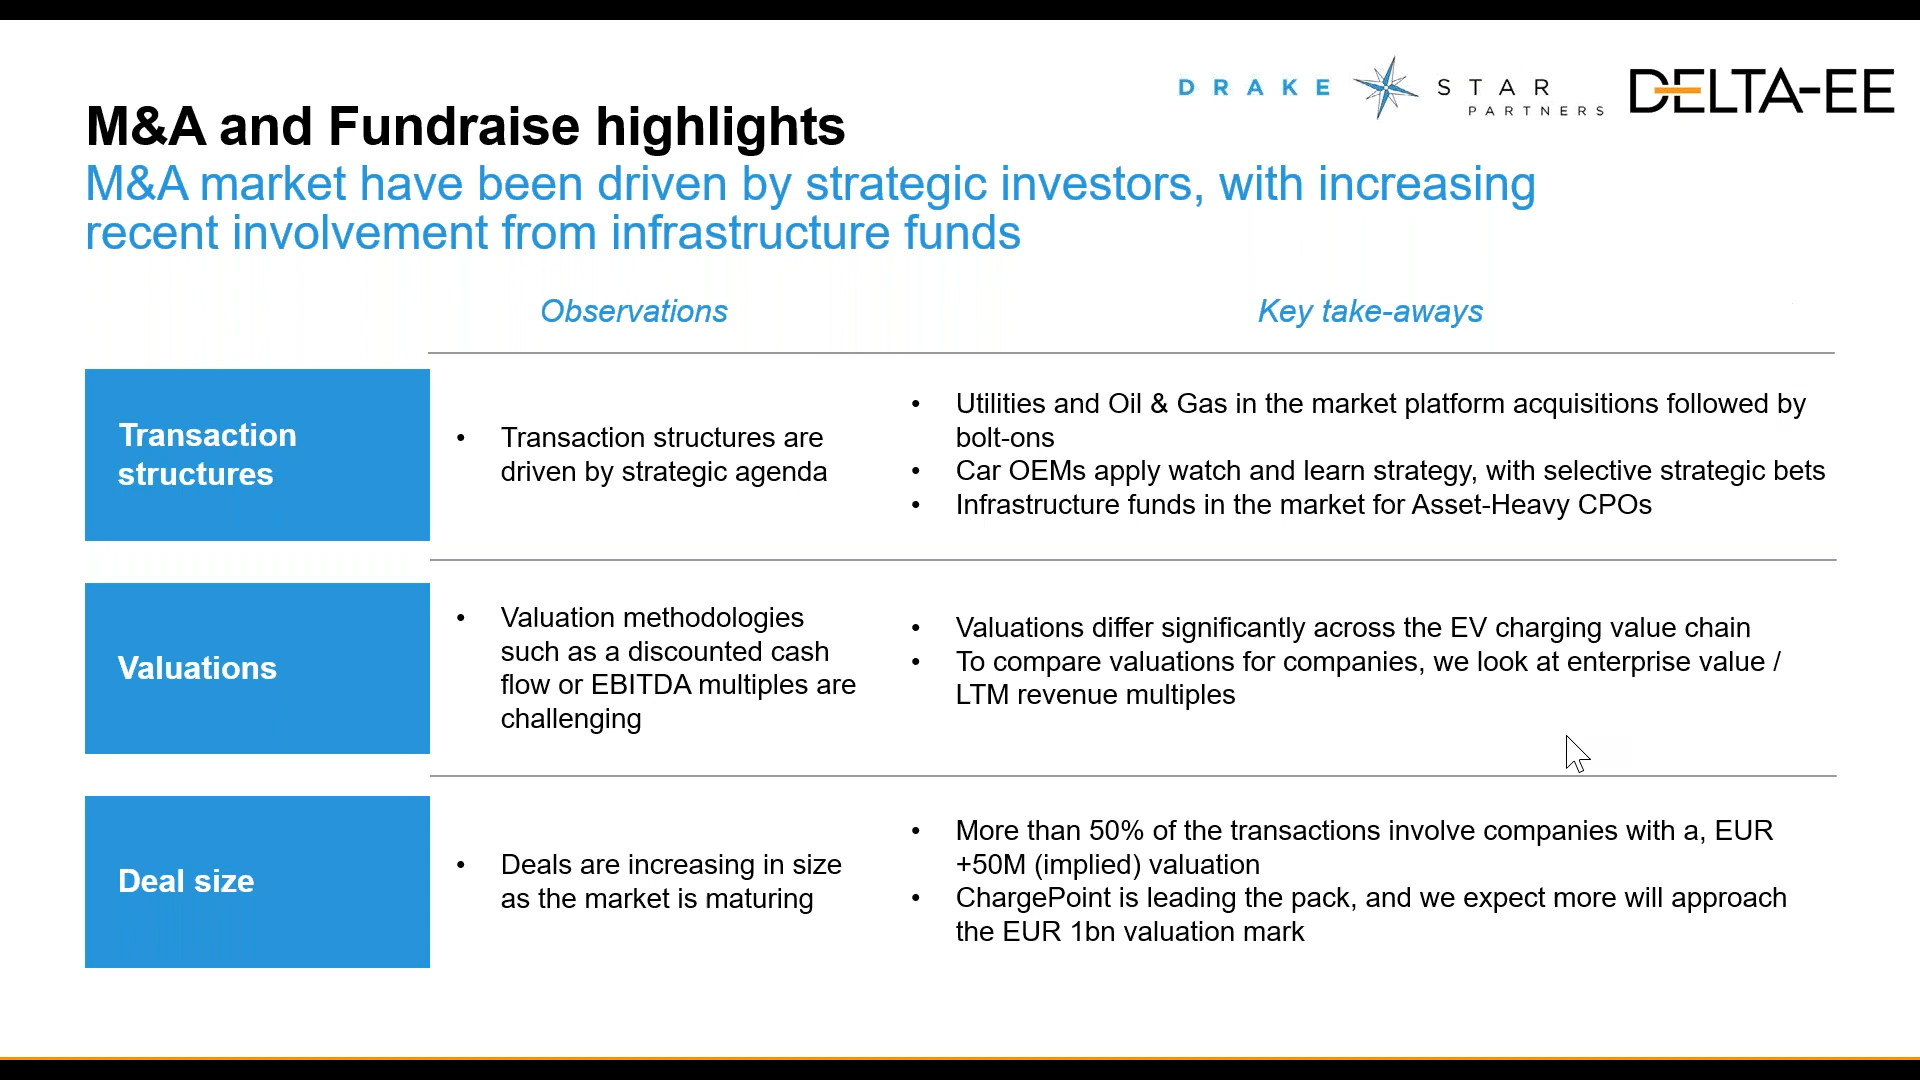 DRAKE STAR
PARTNERS
DELTA-EE
M&A and Fundraise highlights
M&A market have been driven by strategic investors, with increasing
recent involvement from infrastructure funds
Observations
Key take-aways
Transaction
structures
• Transaction structures are
driven by strategic agenda
• Utilities and Oil & Gas in the market platform acquisitions followed by
bolt-ons
• Car OEMs apply watch and learn strategy, with selective strategic bets
• Infrastructure funds in the market for Asset-Heavy CPOs
Valuations
• Valuation methodologies
such as a discounted cash
flow or EBITDA multiples are
challenging
• Valuations differ significantly across the EV charging value chain
• To compare valuations for companies, we look at enterprise value /
LTM revenue multiples
Deal size
• Deals are increasing in size
as the market is maturing
• More than 50% of the transactions involve companies with a, EUR
+50M (implied) valuation
• ChargePoint is leading the pack, and we expect more will approach
the EUR 1bn valuation mark